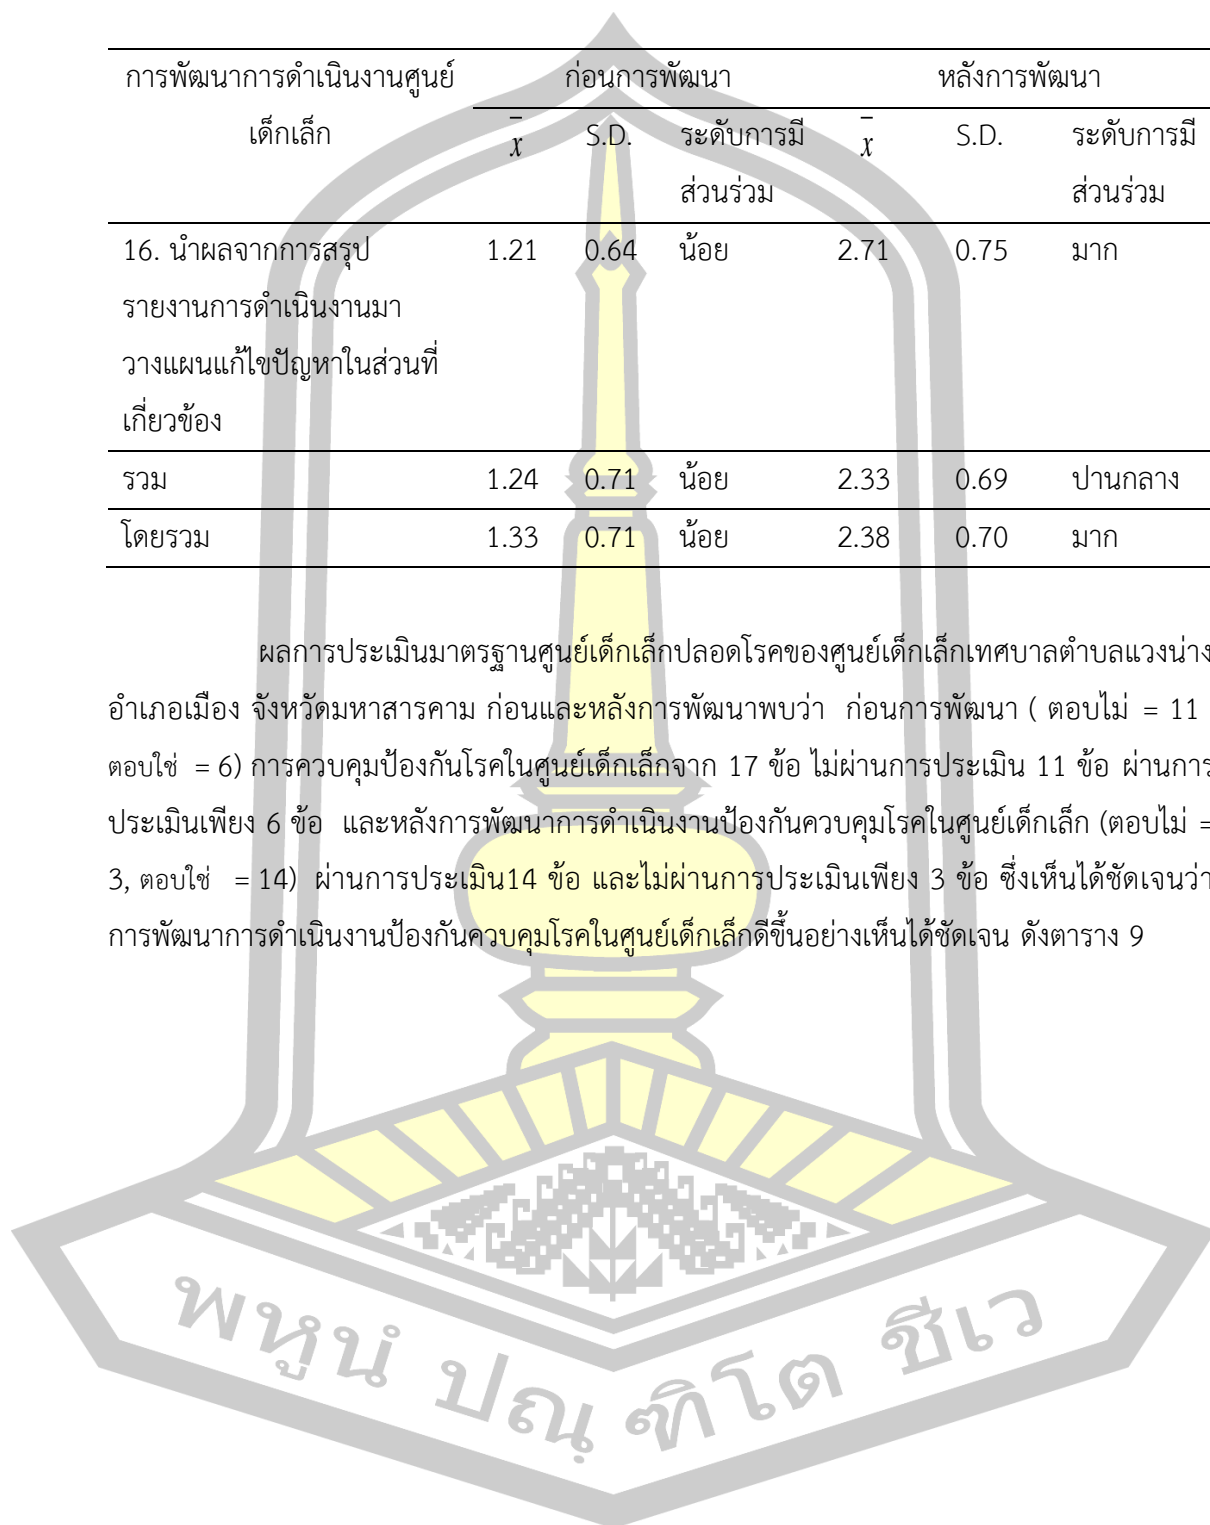 การพัฒนาการดำเนินงานศูนย์ ก่อนการพัฒนา หลังการพัฒนา
เด็กเล็ก x̄ S.D. ระดับการมี x̄ S.D. ระดับการมี
ส่วนร่วม ส่วนร่วม
16. นำผลจากการสรุป 1.21 0.64 น้อย 2.71 0.75 มาก
รายงานการดำเนินงานมา
วางแผนแก้ไขปัญหาในส่วนที่
เกี่ยวข้อง
รวม 1.24 0.71 น้อย 2.33 0.69 ปานกลาง
โดยรวม 1.33 0.71 น้อย 2.38 0.70 มาก
ผลการประเมินมาตรฐานศูนย์เด็กเล็กปลอดโรคของศูนย์เด็กเล็กเทศบาลตำบลแวงน่าง
อำเภอเมือง จังหวัดมหาสารคาม ก่อนและหลังการพัฒนาพบว่า ก่อนการพัฒนา ( ตอบไม่ = 11
ตอบใช่ = 6) การควบคุมป้องกันโรคในศูนย์เด็กเล็กจาก 17 ข้อ ไม่ผ่านการประเมิน 11 ข้อ ผ่านการ
ประเมินเพียง 6 ข้อ และหลังการพัฒนาการดำเนินงานป้องกันควบคุมโรคในศูนย์เด็กเล็ก (ตอบไม่ =
3, ตอบใช่ = 14) ผ่านการประเมิน14 ข้อ และไม่ผ่านการประเมินเพียง 3 ข้อ ซึ่งเห็นได้ชัดเจนว่า
การพัฒนาการดำเนินงานป้องกันควบคุมโรคในศูนย์เด็กเล็กดีขึ้นอย่างเห็นได้ชัดเจน ดังตาราง 9
พหูนํ ปณฺฑิโต ชีเว